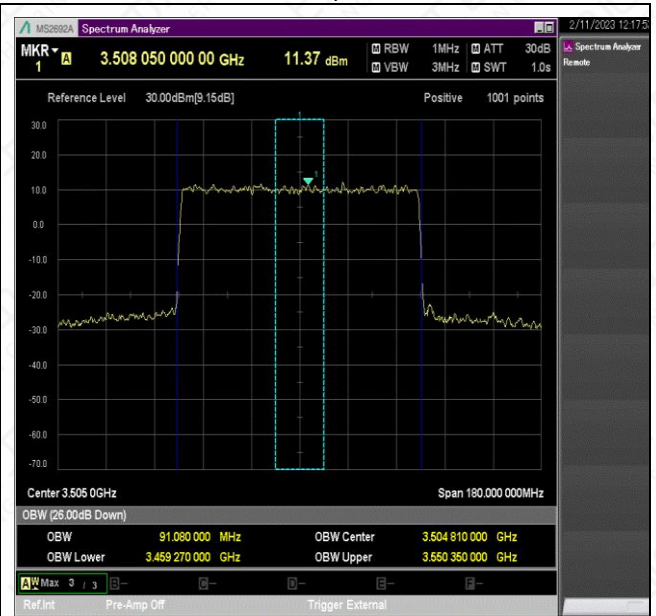 MS2692A Spectrum Analyzer
2/11/2023 12:17:5
MKR 1 A 3.508 050 000 00 GHz 11.37 dBm M RBW 1MHz M ATT 30dB
M VBW 3MHz M SWT 1.0s
Spectrum Analyzer
Remote
Reference Level 30.00dBm[9.15dB] Positive 1001 points
1
30.0
20.0
1
10.0
0.0
-10.0
-20.0
-30.0
-40.0
-50.0
-60.0
-70.0
Center 3.505 0GHz Span 180.000 000MHz
OBW (26.00dB Down)
OBW 91.080 000 MHz OBW Center 3.504 810 000 GHz
OBW Lower 3.459 270 000 GHz OBW Upper 3.550 350 000 GHz
A W Max 3 / 3 B- C- D- E- F-
Ref.Int Pre-Amp Off Trigger External